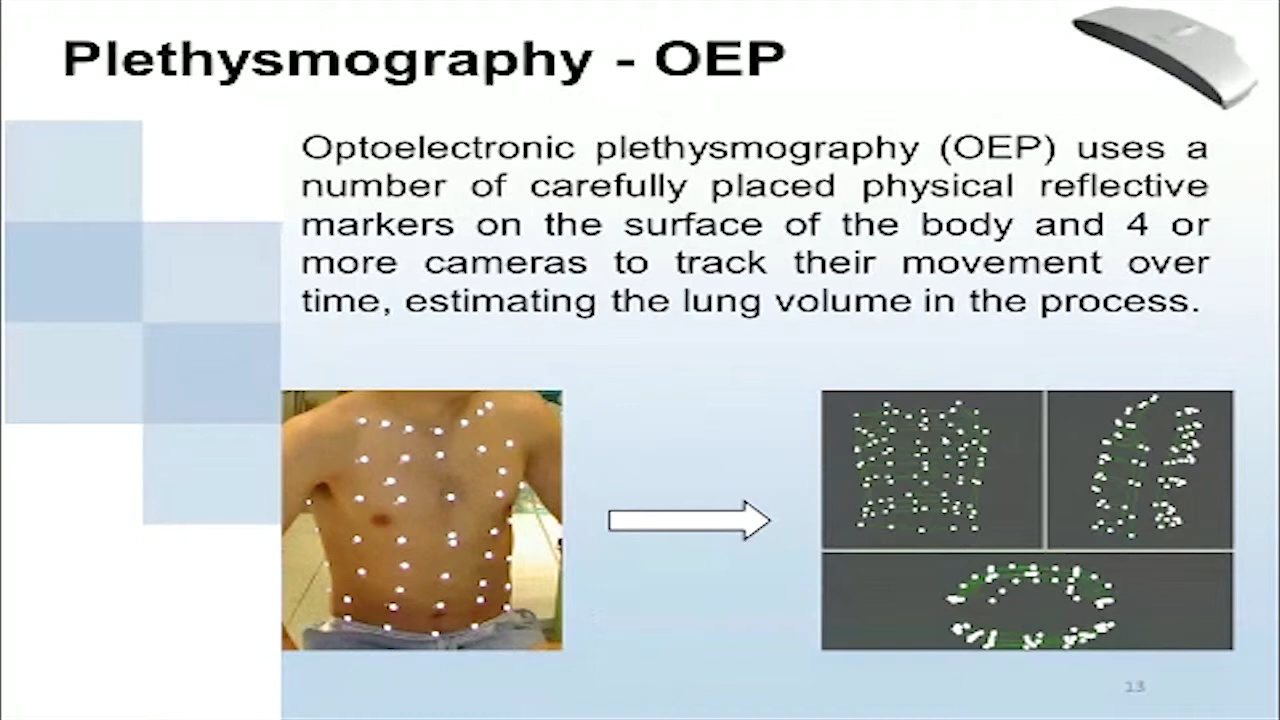 Plethysmography - OEP
Optoelectronic plethysmography (OEP) uses a
number of carefully placed physical reflective
markers on the surface of the body and 4 or
more cameras to track their movement over
time, estimating the lung volume in the process.
13